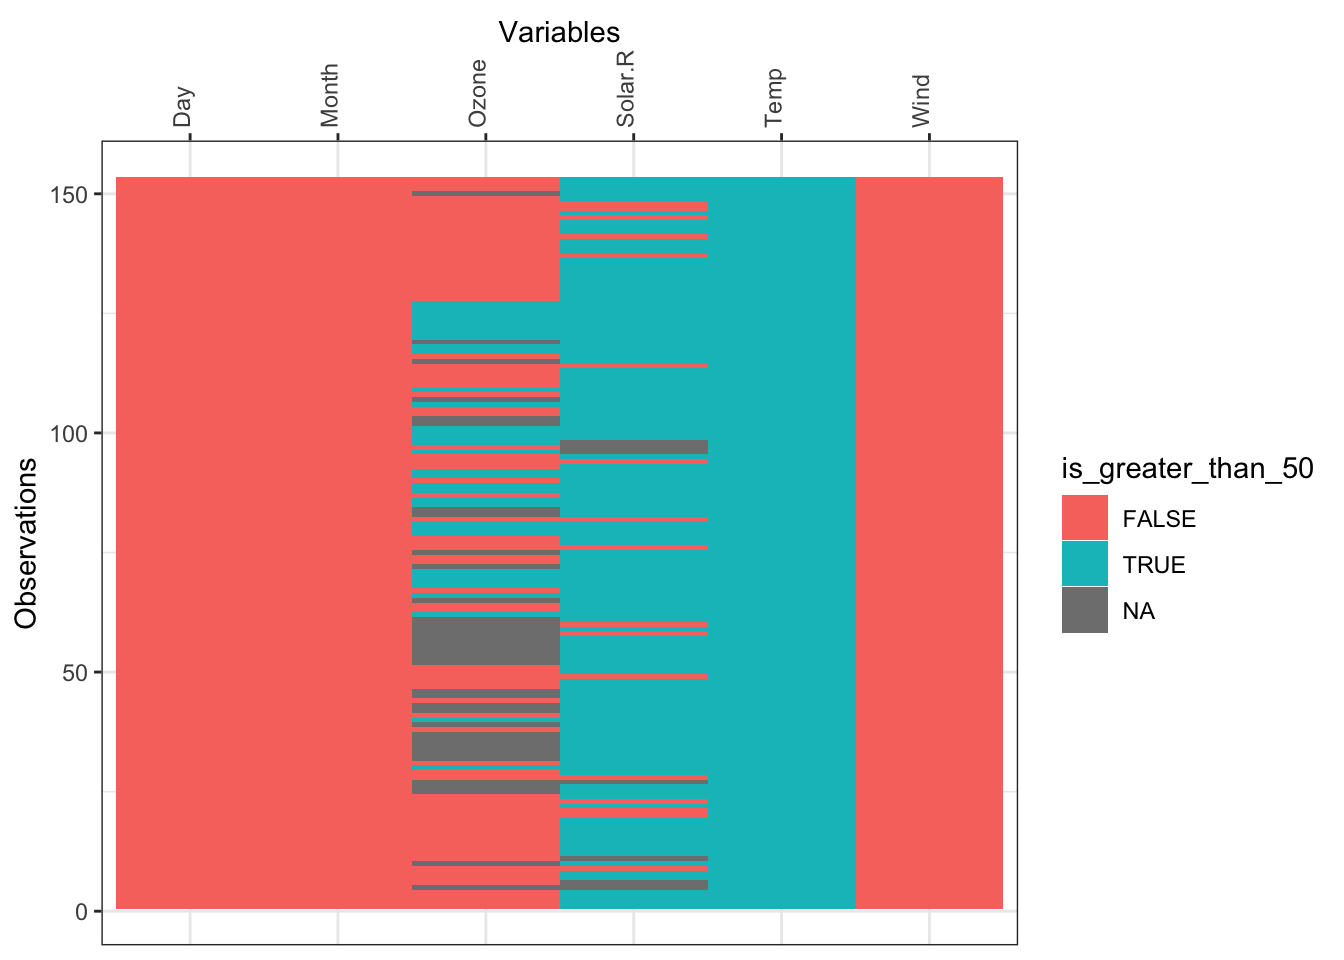 Variables
Day
Month
Ozone
Solar.R
Temp
Wind
150
100
50
0
Observations
is_greater_than_50
FALSE
TRUE
NA